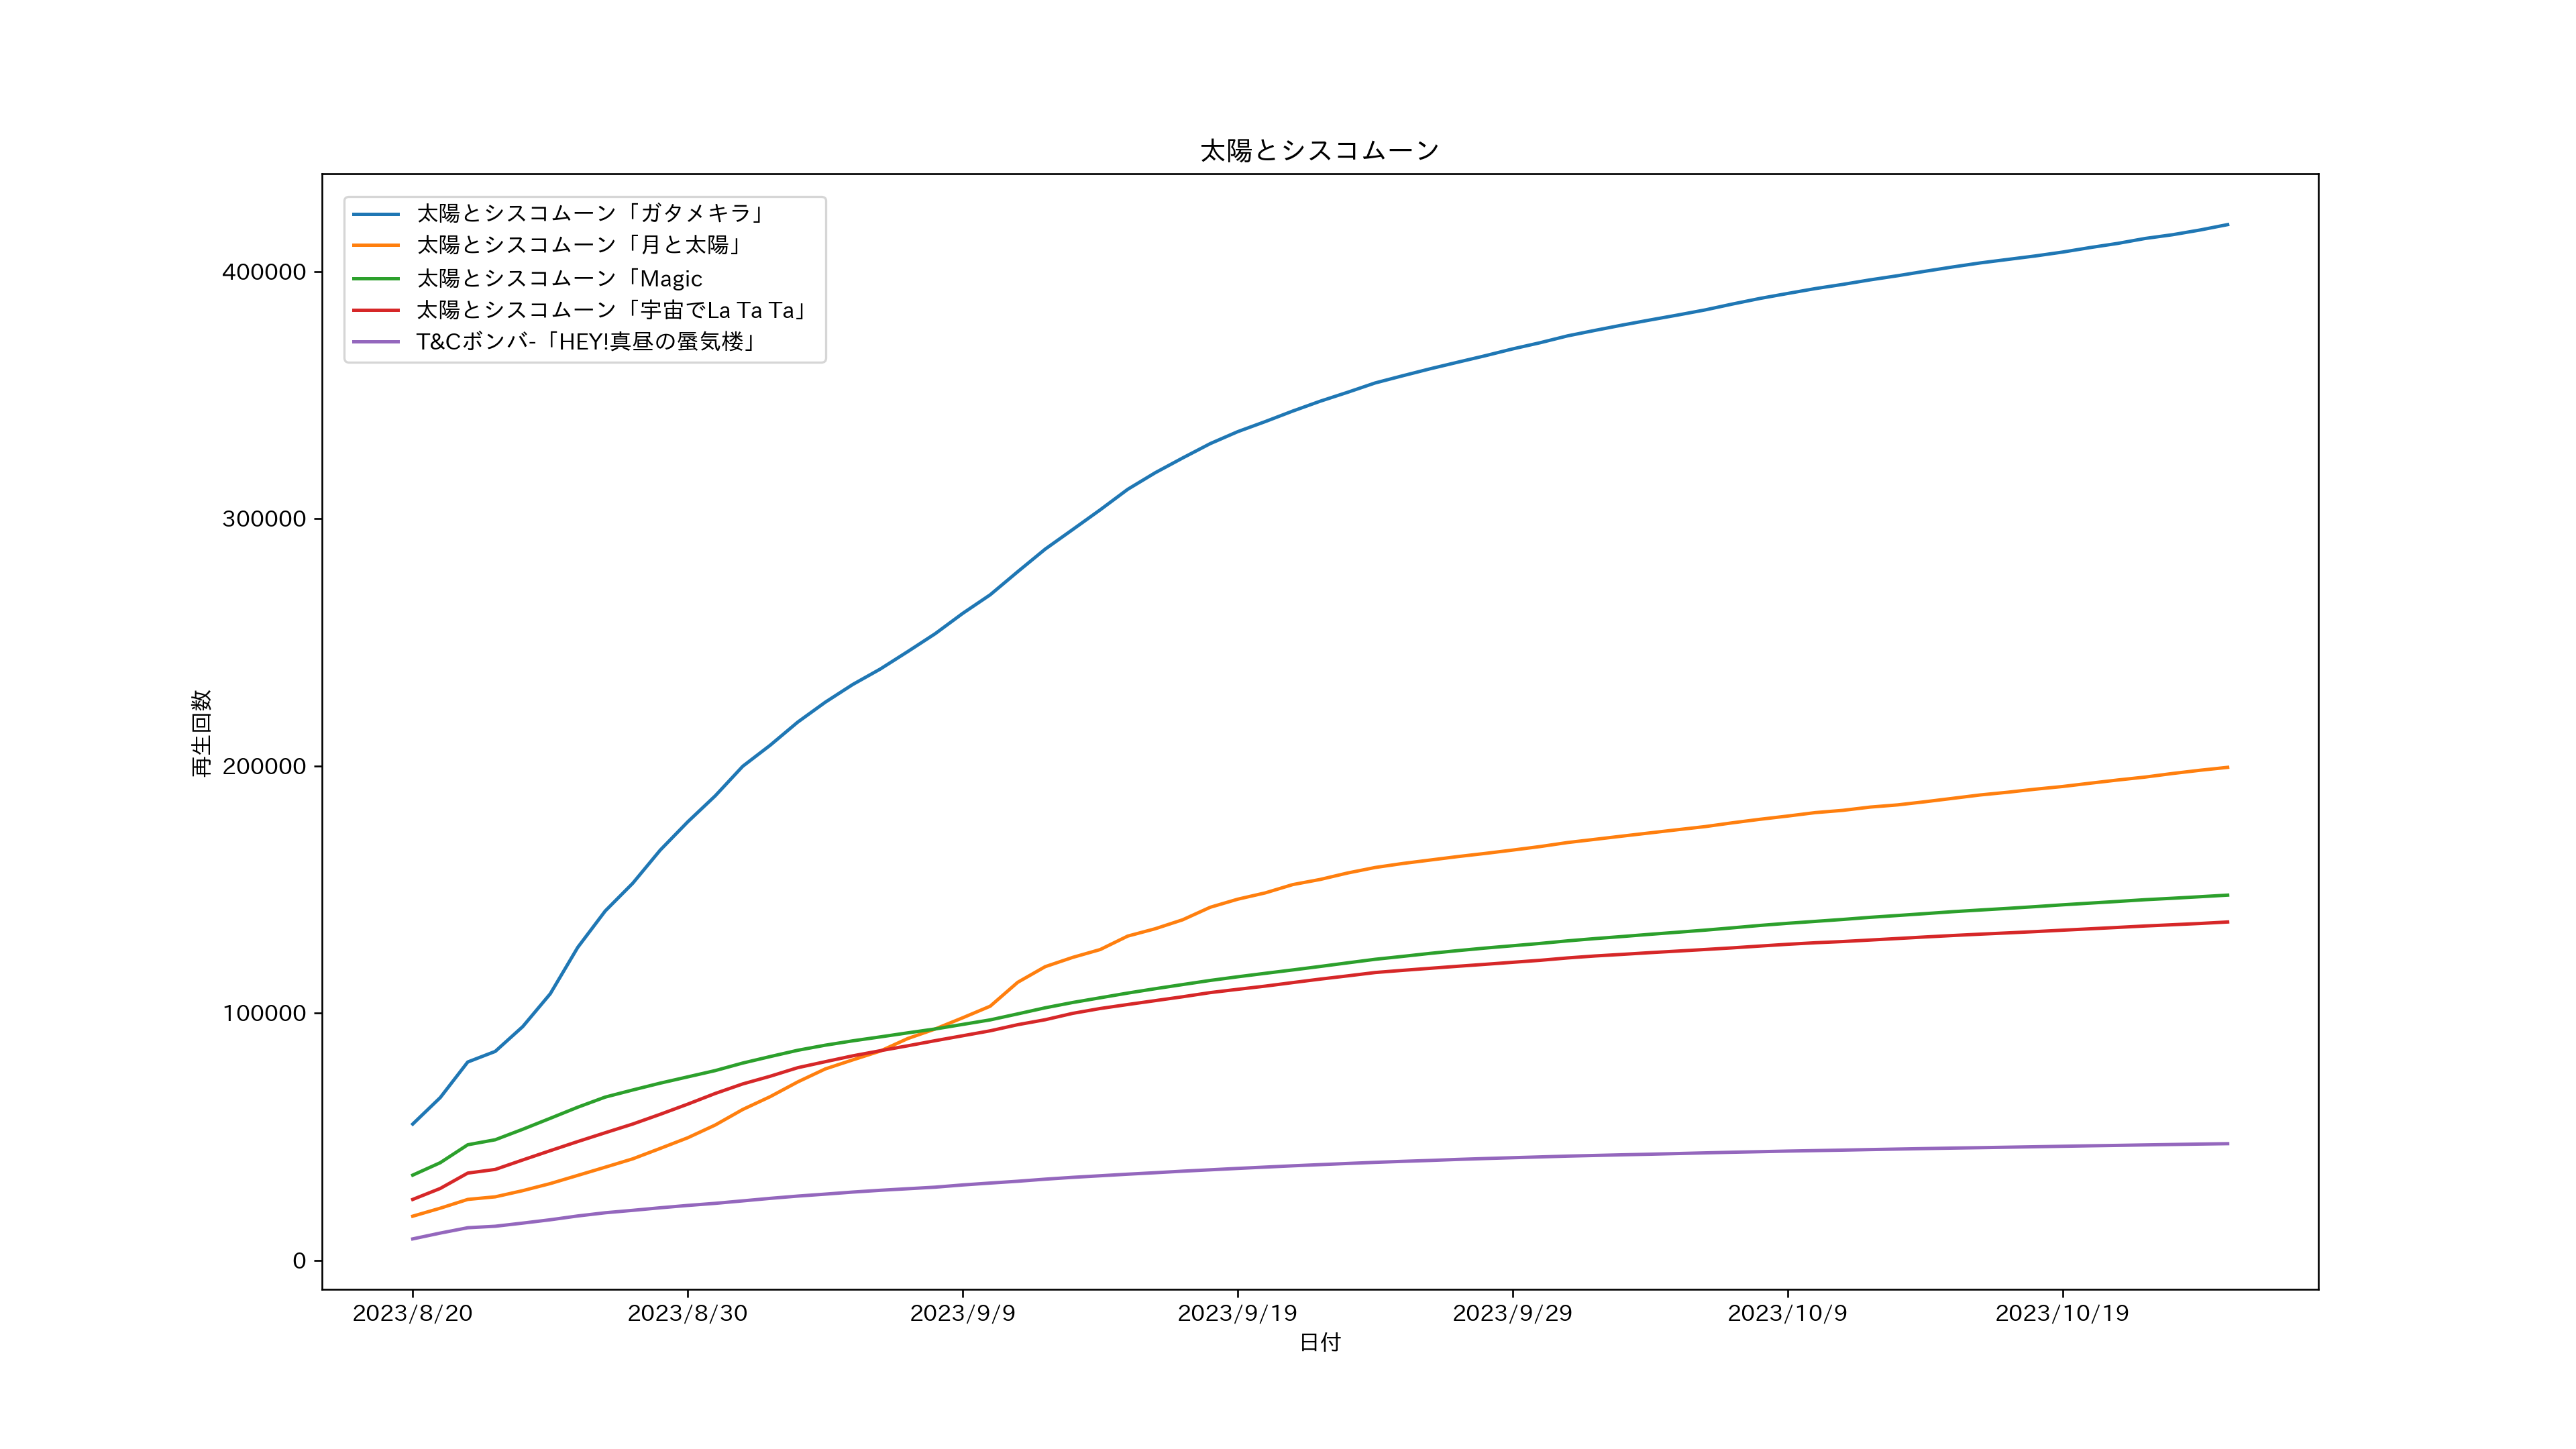 太陽とシスコムーン
太陽とシスコムーン「ガタメキラ」
太陽とシスコムーン「月と太陽」
太陽とシスコムーン「Magic
太陽とシスコムーン「宇宙でLa Ta Ta」
T&Cボンバ-「HEY!真昼の蜃気楼」
再生回数
400000
300000
200000
100000
0
2023/8/20 2023/8/30 2023/9/9 2023/9/19 2023/9/29 2023/10/9 2023/10/19
日付